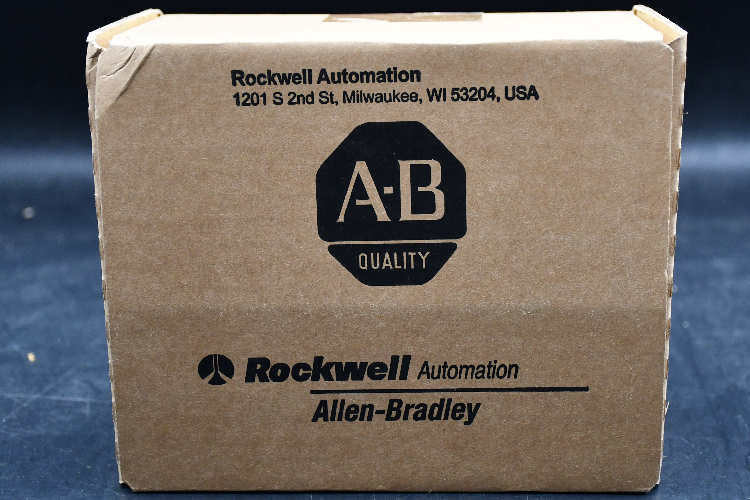 Rockwell Automation
1201 S 2nd St, Milwaukee, WI 53204, USA
A-B
QUALITY
Rockwell Automation
Allen-Bradley